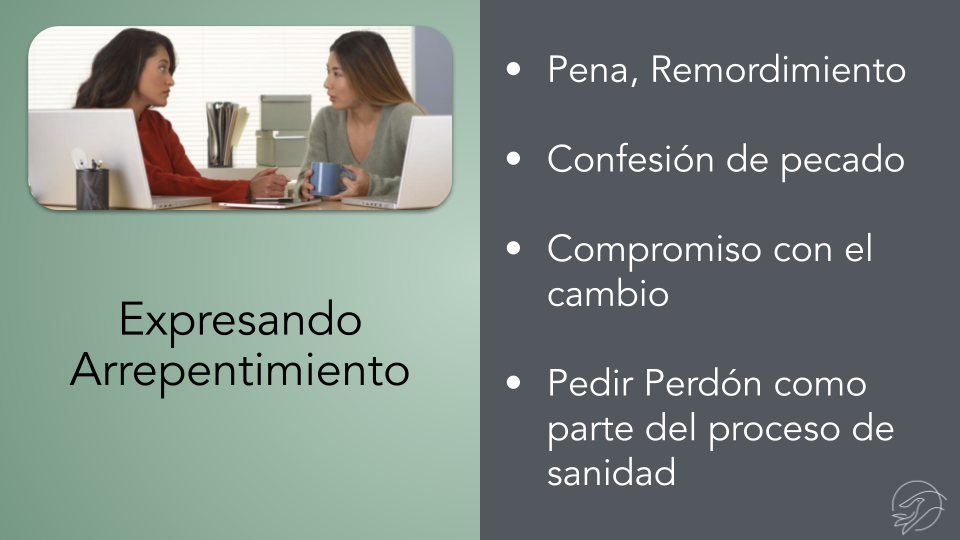 Expresando
Arrepentimiento
• Pena, Remordimiento
• Confesión de pecado
• Compromiso con el
cambio
• Pedir Perdón como
parte del proceso de
sanidad